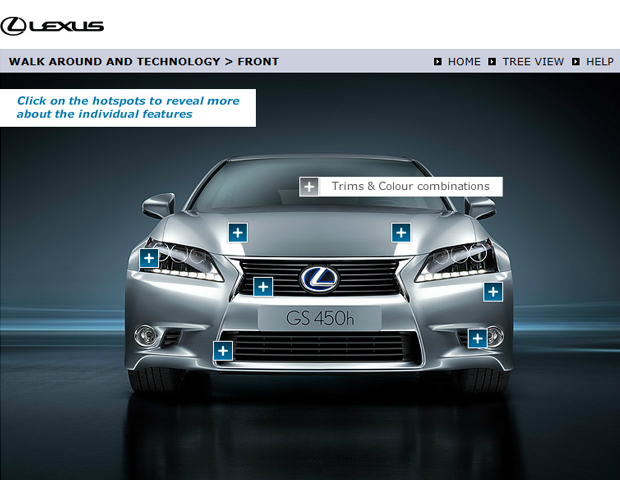 LEXUS
WALK AROUND AND TECHNOLOGY > FRONT
HOME
TREE VIEW
HELP
Click on the hotspots to reveal more
about the individual features
Trims & Colour combinations
GS 450h